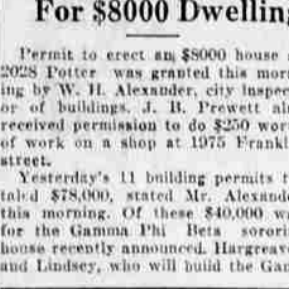 For $8000 Dwelling
Permit to erect an $8000 house
2028 Potter was granted this mor
ing by W. H. Alexander, city inspec
or of buildings. J. B. Prewett al
received permission to do $250 wor
of work on a shop at 1975 Frankl
street.
Yesterday's 11 building permits t
taled $78,000, stated Mr. Alexand
this morning. Of these $40,000 w
for the Gamma Phi Beta sorori
house recently announced. Hargreav
and Lindsey, who will build the Gam